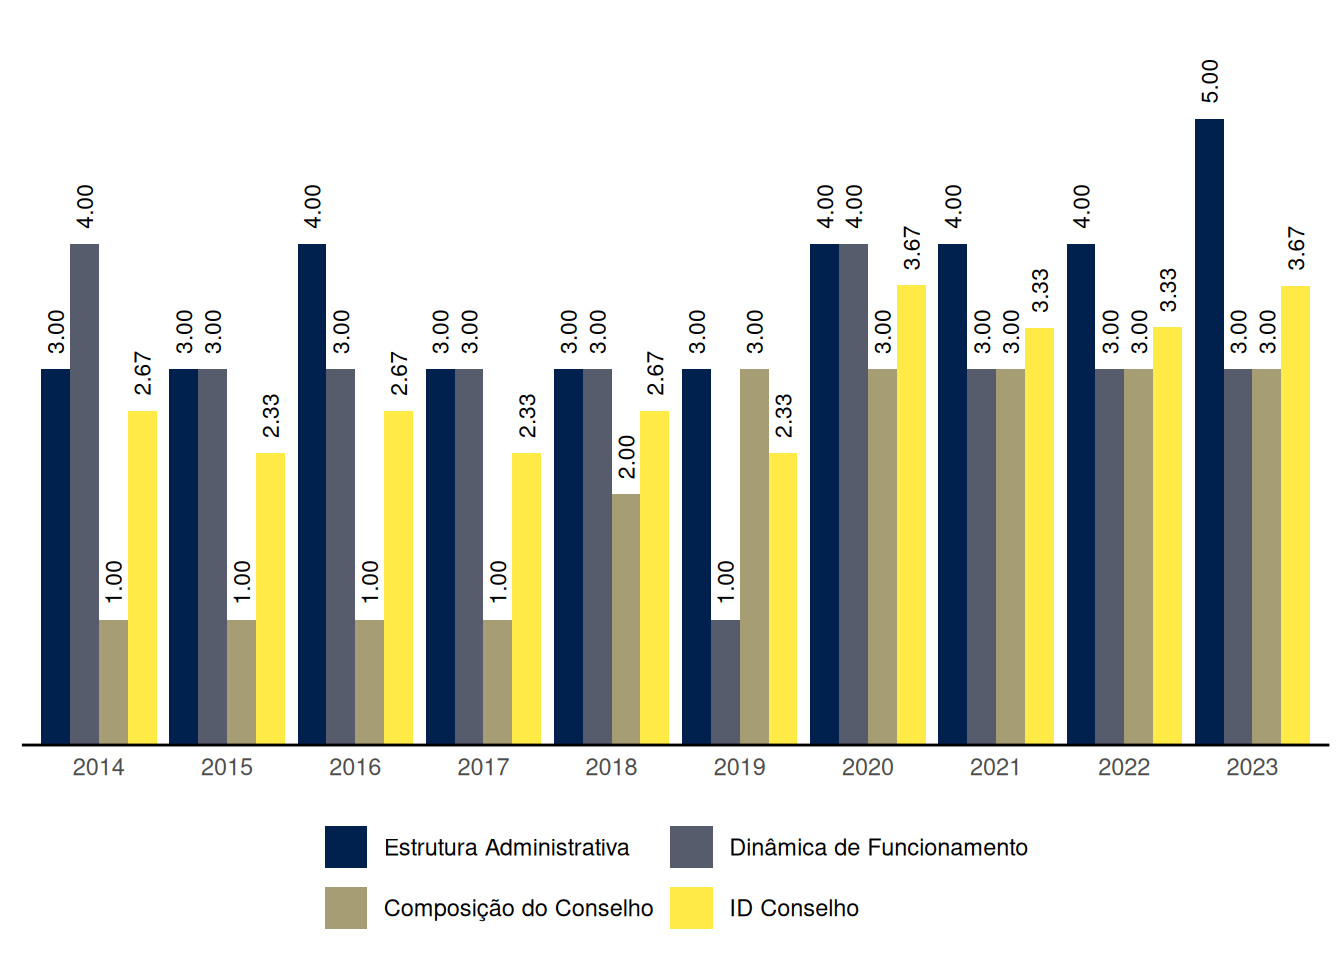 3.00 4.00 1.00 2.67 3.00 3.00 1.00 2.33 4.00 3.00 1.00 2.67 3.00 3.00 1.00 2.33 3.00 3.00 2.00 2.67 3.00 1.00 3.00 2.33 4.00 4.00 3.00 3.67 4.00 3.00 3.00 3.33 4.00 3.00 3.00 3.33 5.00 3.00 3.00 3.67
2014 2015 2016 2017 2018 2019 2020 2021 2022 2023
Estrutura Administrativa Dinâmica de Funcionamento
Composição do Conselho ID Conselho